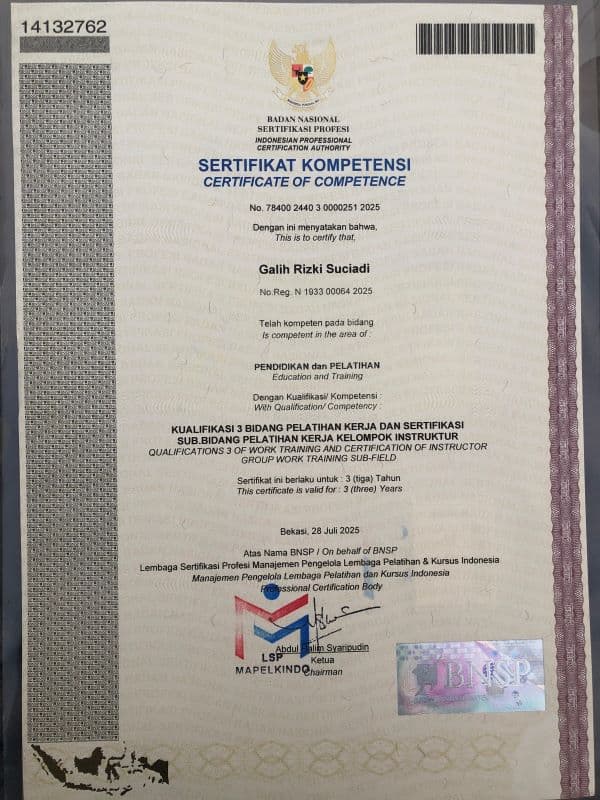 14132762
BADAN NASIONAL
SERTIFIKASI PROFESI
INDONESIAN PROFESSIONAL
CERTIFICATION AUTHORITY
SERTIFIKAT KOMPETENSI
CERTIFICATE OF COMPETENCE
No. 78400 2440 3 0000251 2025
Dengan ini menyatakan bahwa,
This is to certify that,
Galih Rizki Suciadi
No.Reg. N 1933 00064 2025
Telah kompeten pada bidang
Is competent in the area of :
PENDIDIKAN dan PELATIHAN
Education and Training
Dengan Kualifikasi/ Kompetensi :
With Qualification/ Competency :
KUALIFIKASI 3 BIDANG PELATIHAN KERJA DAN SERTIFIKASI
SUB.BIDANG PELATIHAN KERJA KELOMPOK INSTRUKTUR
QUALIFICATIONS 3 OF WORK TRAINING AND CERTIFICATION OF INSTRUCTOR
GROUP WORK TRAINING SUB-FIELD
Sertifikat ini berlaku untuk : 3 (tiga) Tahun
This certificate is valid for : 3 (three) Years
Bekasi, 28 Juli 2025
Atas Nama BNSP / On behalf of BNSP
Lembaga Sertifikasi Profesi Manajemen Pengelola Lembaga Pelatihan & Kursus Indonesia
Manajemen Pengelola Lembaga Pelatihan dan Kursus Indonesia
Professional Certification Body
Abdul Halim Syaripudin
LSP
Ketua
MAPELKINDO
Chairman
BNSP